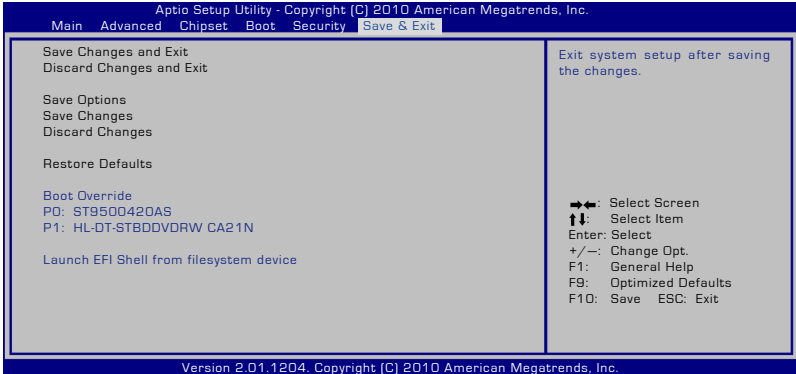 Aptio Setup Utility - Copyright (C) 2010 American Megatrends, Inc.
Main Advanced Chipset Boot Security Save & Exit
Save Changes and Exit
Discard Changes and Exit
Save Options
Save Changes
Discard Changes
Restore Defaults
Boot Override
P0: ST9500420AS
P1: HL-DT-STBDDVDRW CA21N
Launch EFI Shell from filesystem device
Exit system setup after saving
the changes.
→←: Select Screen
↑↓: Select Item
Enter: Select
+/—: Change Opt.
F1: General Help
F9: Optimized Defaults
F10: Save ESC: Exit
Version 2.01.1204. Copyright (C) 2010 American Megatrends, Inc.